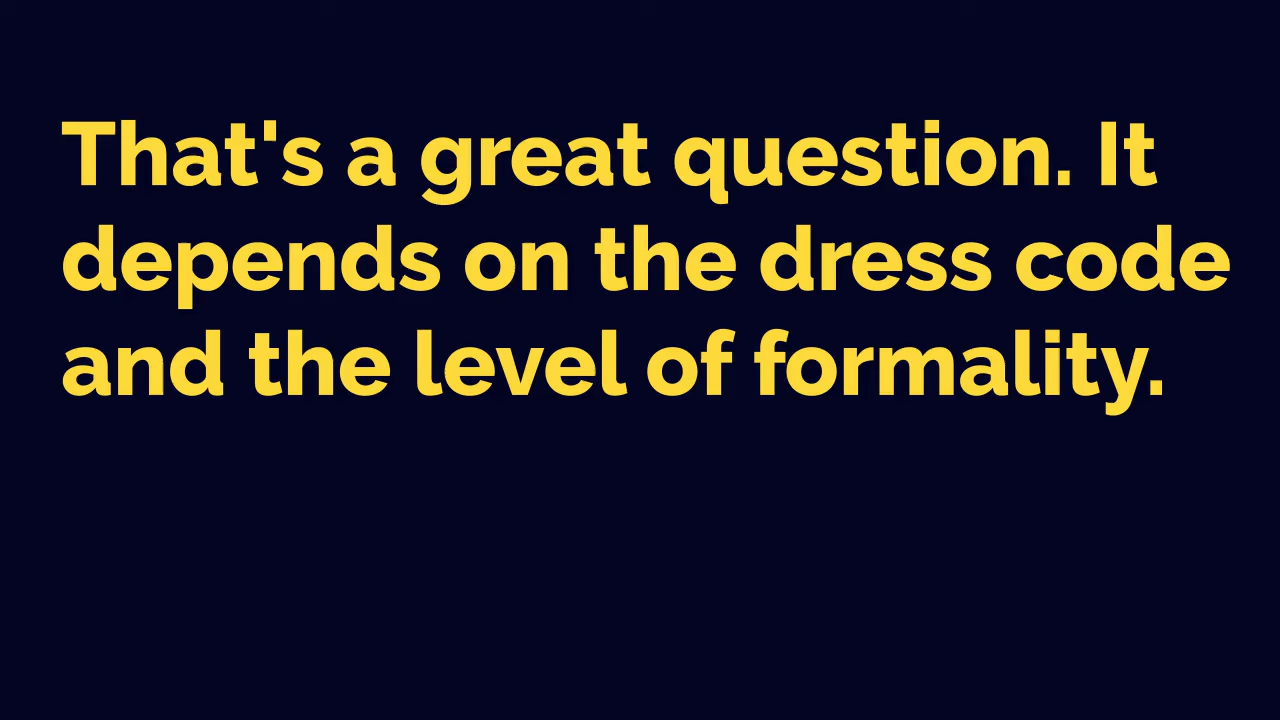 That's a great question. It
depends on the dress code
and the level of formality.